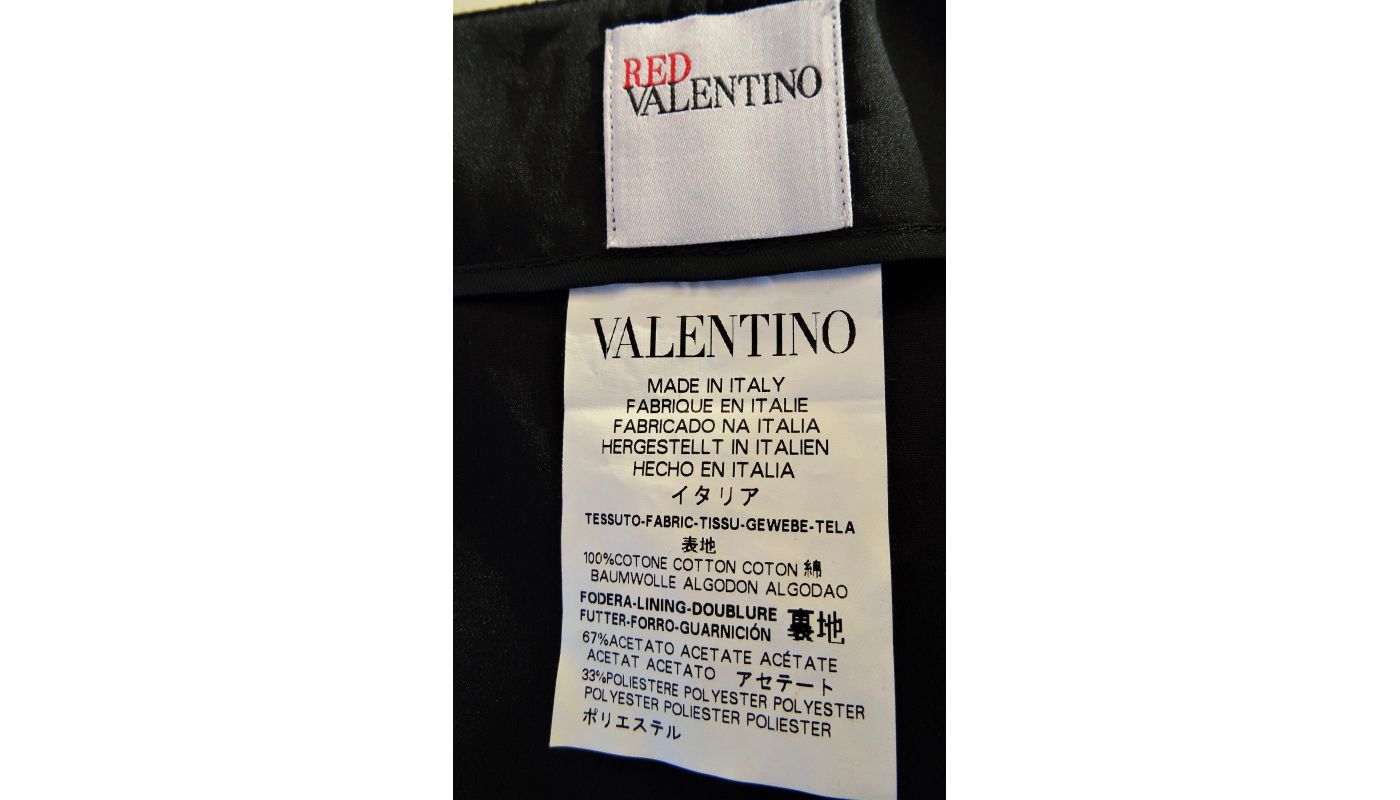 RED
VALENTINO
VALENTINO
MADE IN ITALY
FABRIQUE EN ITALIE
FABRICADO NA ITALIA
HERGESTELLT IN ITALIEN
HECHO EN ITALIA
イタリア
TESSUTO-FABRIC-TISSU-GEWEBE-TELA
表地
100%COTONE COTTON COTON 綿
BAUMWOLLE ALGODON ALGODAO
FODERA-LINING-DOUBLURE 裏地
FUTTER-FORRO-GUARNICIÓN
67%ACETATO ACETATE ACÉTATE
ACETAT ACETATO アセテート
33%POLIESTERE POLYESTER POLYESTER
POLYESTER POLIESTER POLIESTER
ポリエステル